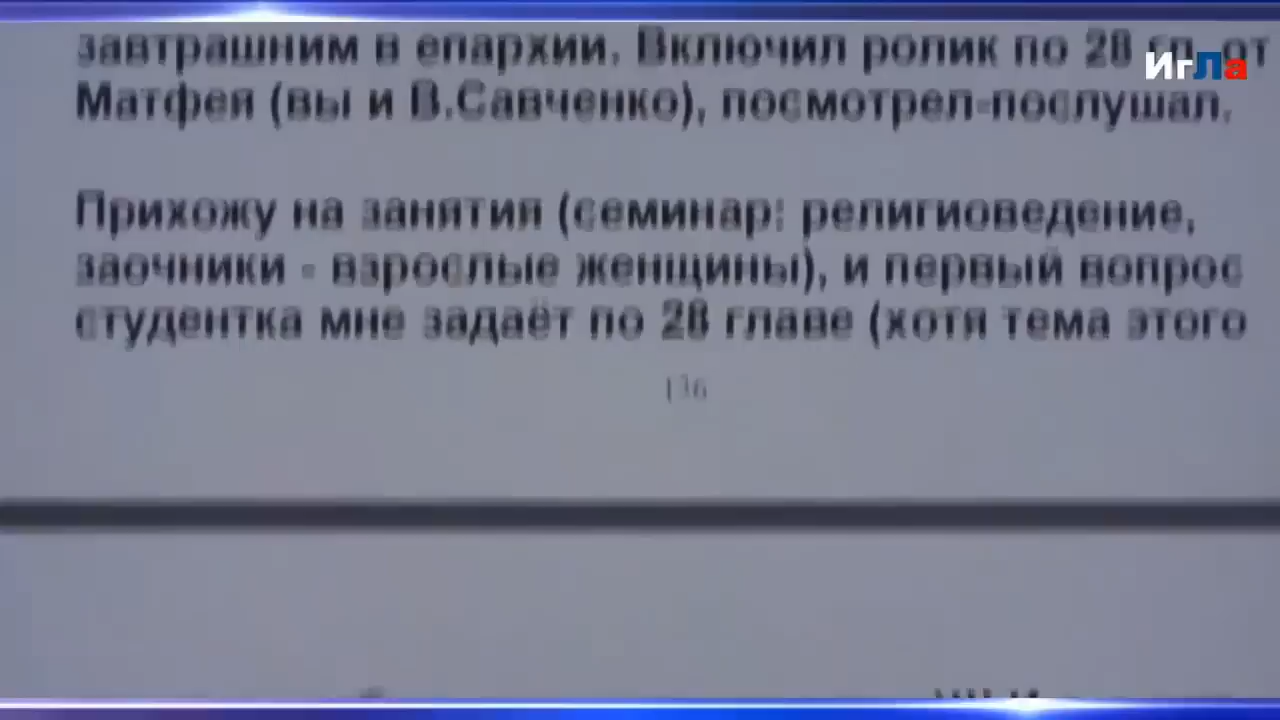 завтрашним в епархии. Включил ролик по 28 гл. от
ИгЛа
Матфея (вы и В.Савченко), посмотрел-послушал.
Прихожу на занятия (семинар: религиоведение,
заочники - взрослые женщины), и первый вопрос
студентка мне задаёт по 28 главе (хотя тема этого
136